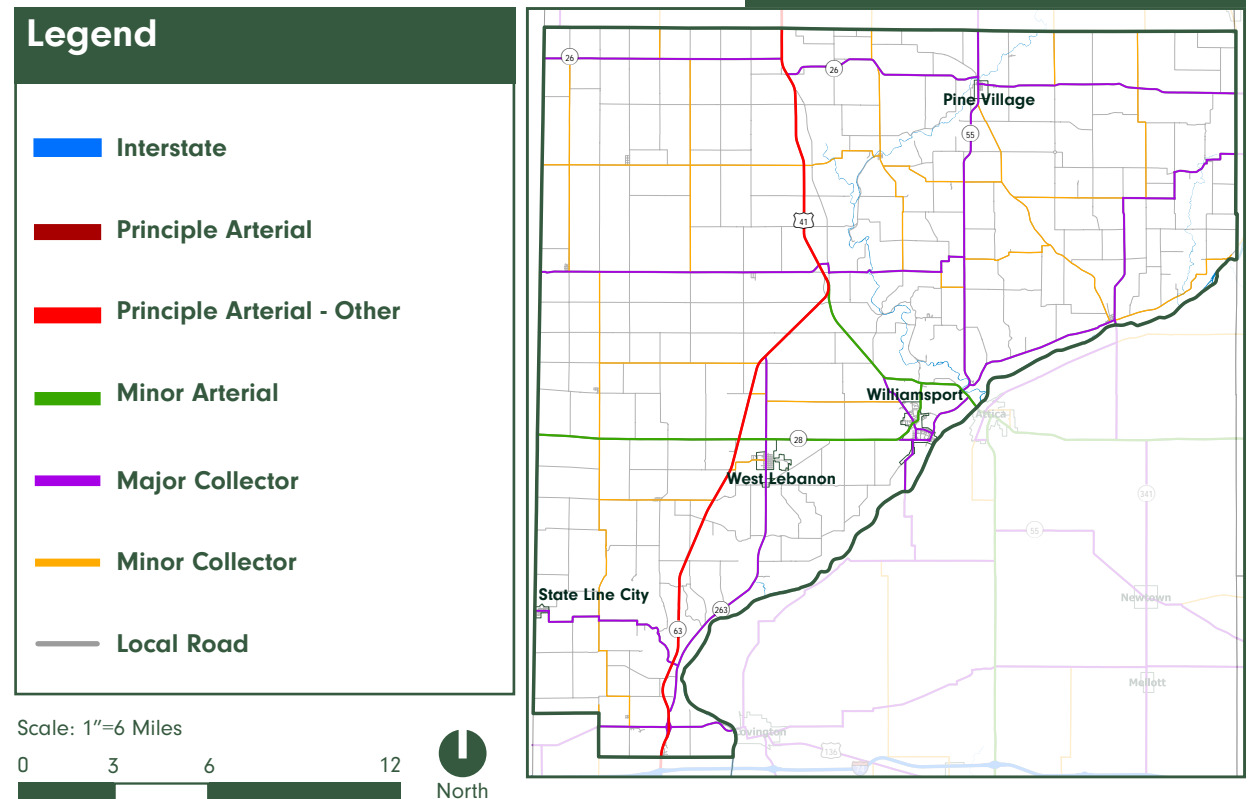 Legend
Interstate
Principle Arterial
Principle Arterial - Other
Minor Arterial
Major Collector
Minor Collector
Local Road
Scale: 1”=6 Miles
0 3 6 12
North
26
26
Pine Village
55
41
Williamsport
Attica
28
West Lebanon
341
55
State Line City
Newtown
263
63
Mellott
Covington
136